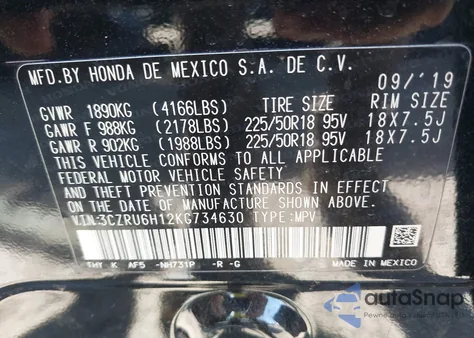 MFD.BY HONDA DE MEXICO S.A. DE C.V.
09/'19
GVWR 1890KG (4166LBS) TIRE SIZE RIM SIZE
GAWR F 988KG (2178LBS) 225/50R18 95V 18X7.5J
GAWR R 902KG (1988LBS) 225/50R18 95V 18X7.5J
THIS VEHICLE CONFORMS TO ALL APPLICABLE
FEDERAL MOTOR VEHICLE SAFETY
AND THEFT PREVENTION STANDARDS IN EFFECT
ON THE DATE OF MANUFACTURE SHOWN ABOVE.
V.I.N:3CZRU6H12KG734630 TYPE:MPV
THY K AF5 -NH731P -R -G MADE IN MEXICO
autoSnap